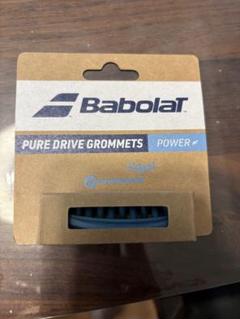 BABOLAT
PURE DRIVE GROMMETS POWER